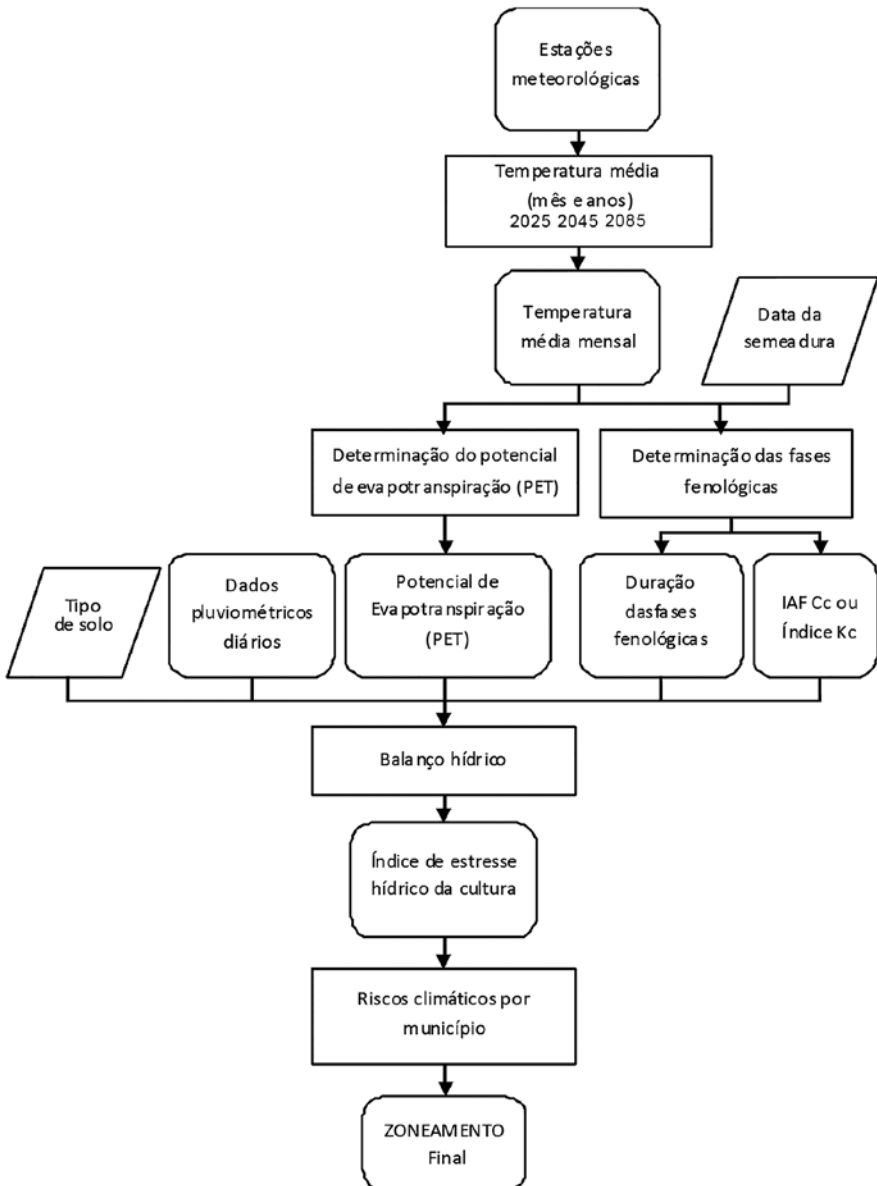 Estações
meteorológicas
Temperatura média
(mês e anos)
2025 2045 2085
Temperatura
média mensal
Data da
semeadura
Determinação do potencial
de evapotranspiração (PET)
Determinação das fases
fenológicas
Tipo
de solo
Dados
pluviométricos
diários
Potencial de
Evapotranspiração
(PET)
Duração
dasfases
fenológicas
IAF Cc ou
Índice Kc
Balanço hídrico
Índice de estresse
hídrico da cultura
Riscos climáticos por
município
ZONEAMENTO
Final